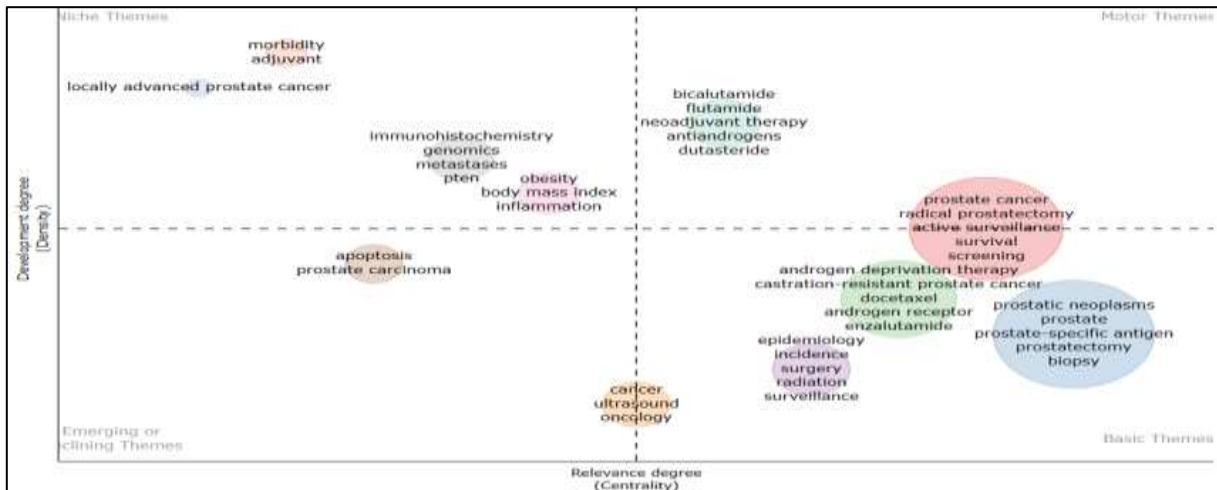 Niche Themes
Motor Themes
morbidity
adjuvant
locally advanced prostate cancer
bicalutamide
flutamide
neoadjuvant therapy
antiandrogens
dutasteride
immunohistochemistry
genomics
metastases
pten
obesity
body mass index
inflammation
prostate cancer
radical prostatectomy
active surveillance
survival
screening
Development degree
(Density)
apoptosis
prostate carcinoma
androgen deprivation therapy
castration-resistant prostate cancer
docetaxel
androgen receptor
enzalutamide
prostatic neoplasms
prostate
prostate-specific antigen
prostatectomy
biopsy
epidemiology
incidence
surgery
radiation
surveillance
cancer
ultrasound
oncology
Emerging or
clining Themes
Basic Themes
Relevance degree
(Centrality)